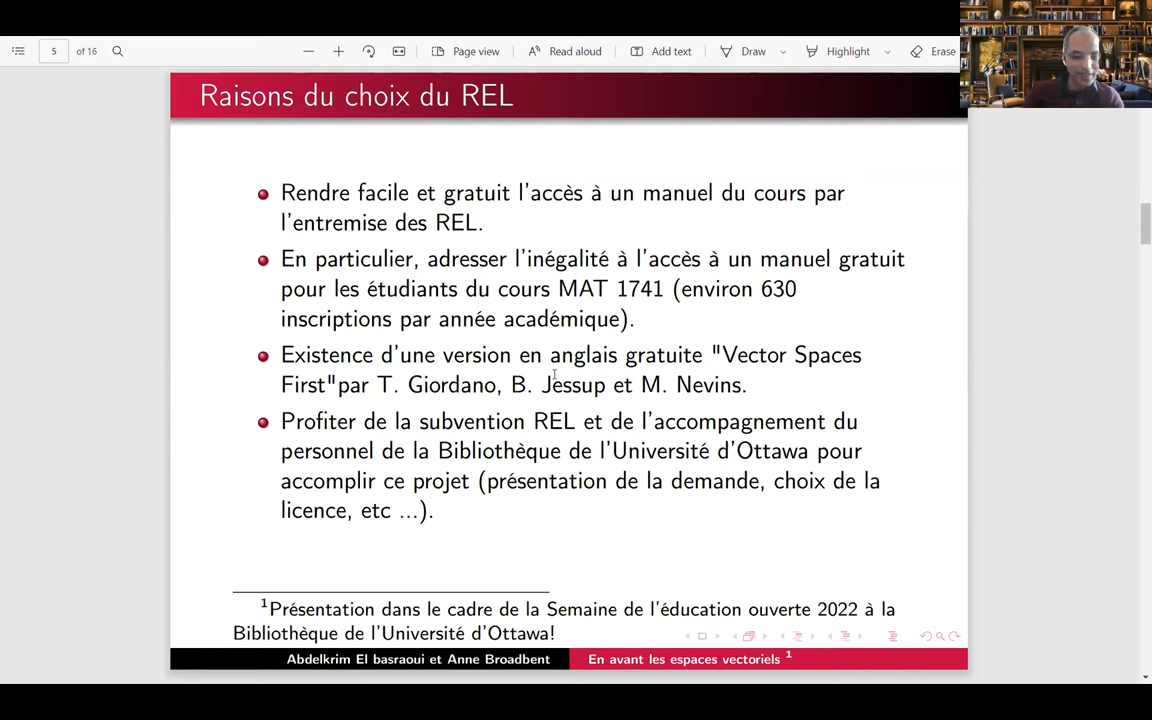 5 of 16
Page view
Read aloud
Add text
Draw
Highlight
Erase
Raisons du choix du REL
Rendre facile et gratuit l'accès à un manuel du cours par
l'entremise des REL.
En particulier, adresser l'inégalité à l'accès à un manuel gratuit
pour les étudiants du cours MAT 1741 (environ 630
inscriptions par année académique).
Existence d'une version en anglais gratuite "Vector Spaces
First"par T. Giordano, B. Jessup et M. Nevins.
Profiter de la subvention REL et de l'accompagnement du
personnel de la Bibliothèque de l'Université d'Ottawa pour
accomplir ce projet (présentation de la demande, choix de la
licence, etc ...).
1Présentation dans le cadre de la Semaine de l'éducation ouverte 2022 à la
Bibliothèque de l'Université d'Ottawa!
Abdelkrim El basraoui et Anne Broadbent
En avant les espaces vectoriels 1